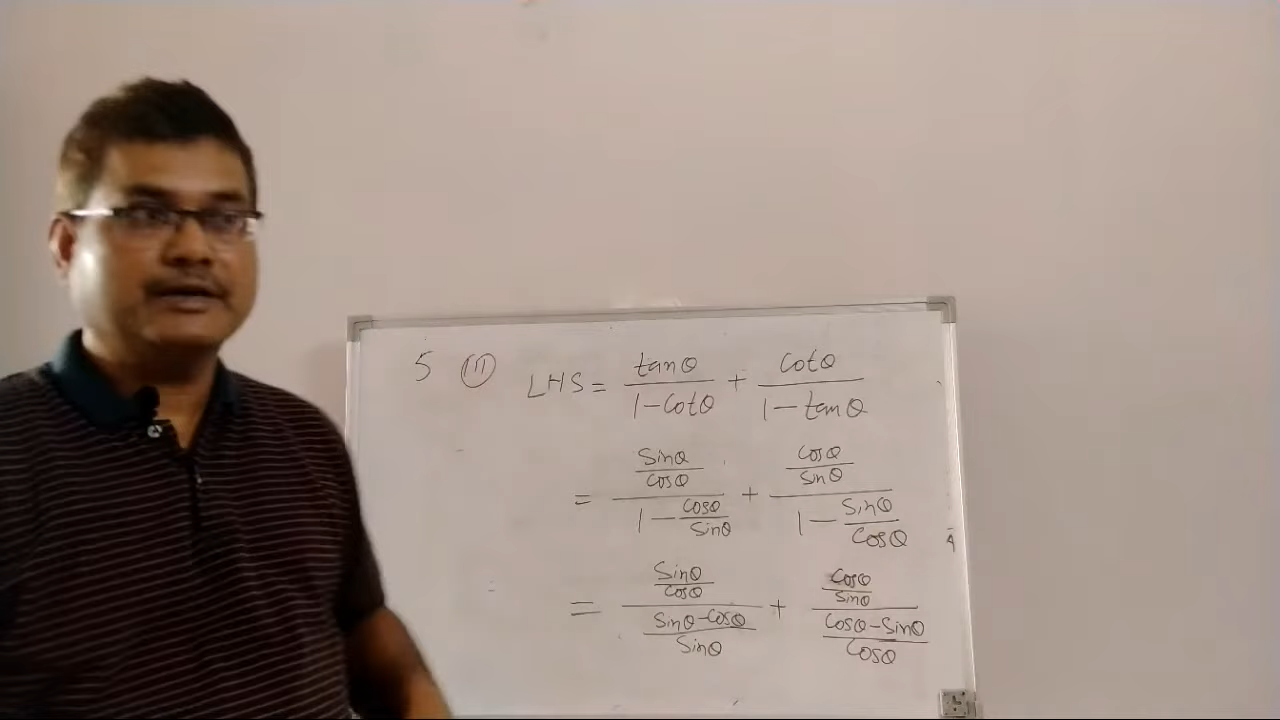 5 (11) LHS = tanθ/(1-cotθ) + cotθ/(1-tanθ)
= (sinθ/cosθ)/(1-cosθ/sinθ) + (cosθ/sinθ)/(1-sinθ/cosθ)
= (sinθ/cosθ)/((sinθ-cosθ)/sinθ) + (cosθ/sinθ)/((cosθ-sinθ)/cosθ)